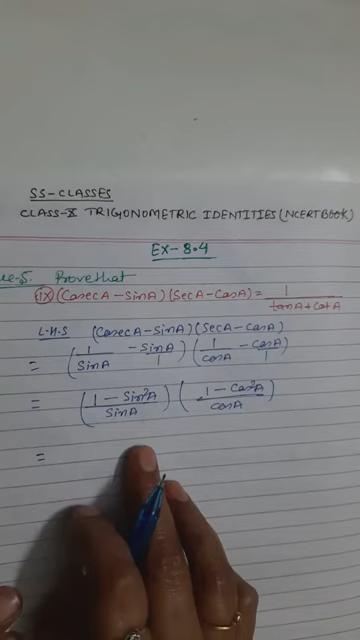 SS-CLASSES
CLASS-X TRIGONOMETRIC IDENTITIES (NCERT BOOK)
EX-8.4
ue-5. Prove that
(ix) (CosecA-SinA) (SecA-CosA) = 1/(tanA+CotA)
L.H.S (CosecA-SinA) (SecA-CosA)
= (1/SinA - SinA/1) (1/CosA - CosA/1)
= ((1-Sin²A)/SinA) ((1-Cos²A)/CosA)
=